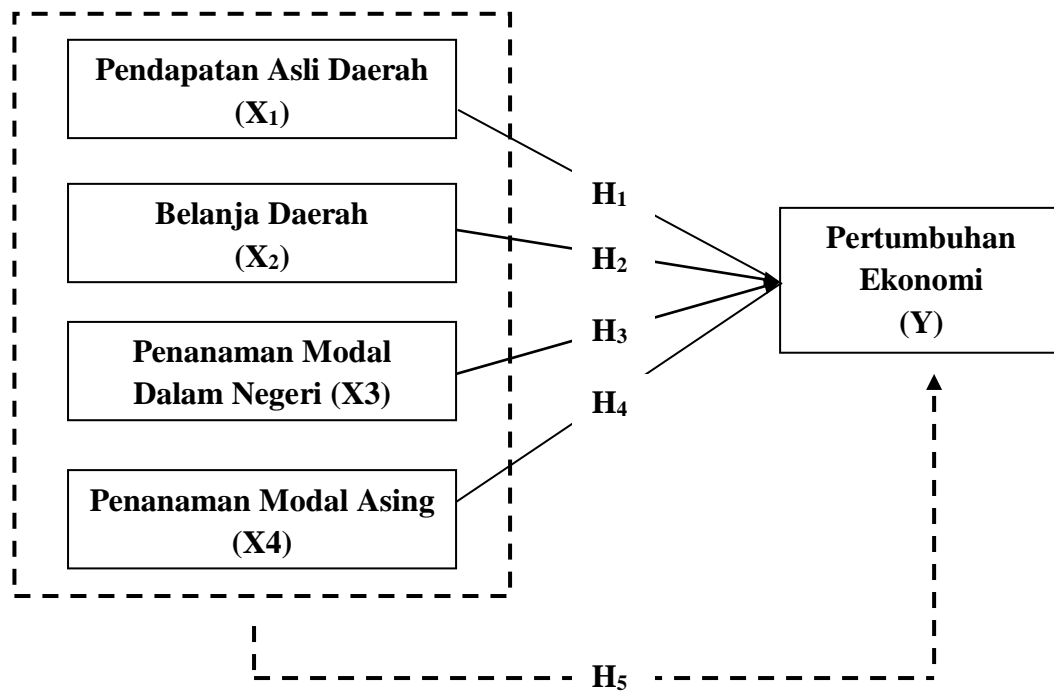 Pendapatan Asli Daerah
(X₁)
Belanja Daerah
(X₂)
Penanaman Modal
Dalam Negeri (X3)
Penanaman Modal Asing
(X4)
H₁
H₂
H₃
H₄
Pertumbuhan
Ekonomi
(Y)
H₅